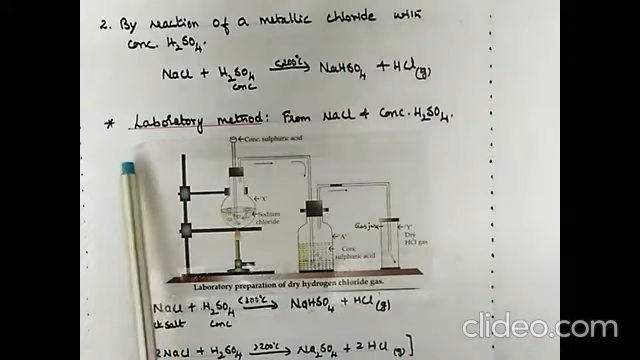 2. By reaction of a metallic chloride with
conc. H₂SO₄.
NaCl + H₂SO₄ <200°C → NaHSO₄ + HCl(g)
conc
* Laboratory method: From NaCl & Conc. H₂SO₄.
Conc. sulphuric acid
'X'
Sodium
chloride
'A'
Conc.
sulphuric acid
Gas jar
'Y'
Dry
HCl gas
Laboratory preparation of dry hydrogen chloride gas.
NaCl + H₂SO₄ <200°C → NaHSO₄ + HCl(g)
salt conc
2NaCl + H₂SO₄ >200°C → Na₂SO₄ + 2HCl(g)]
clideo.com